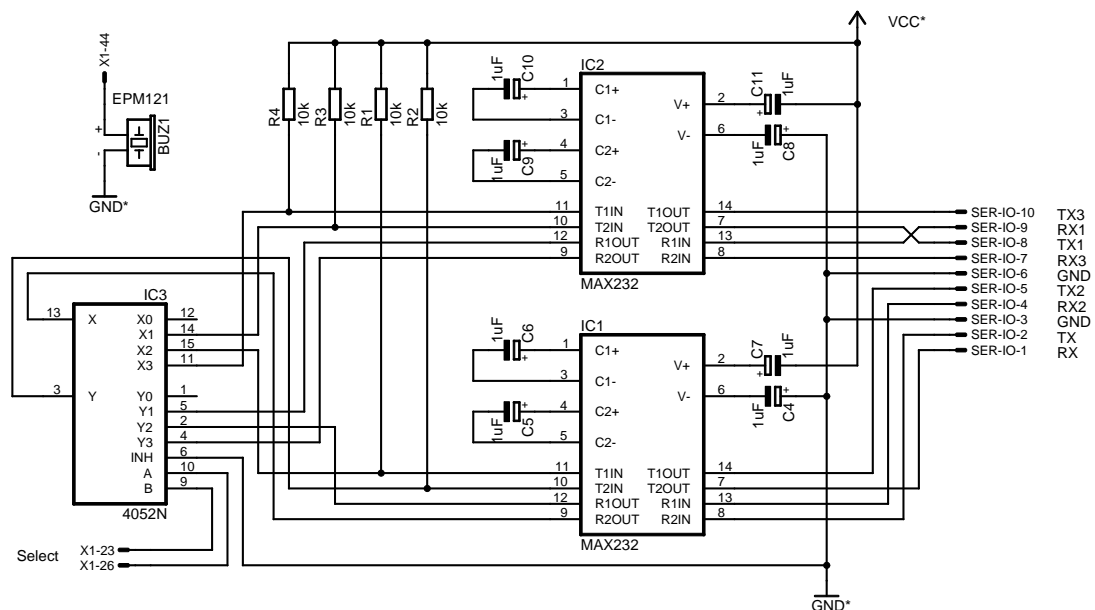 VCC*
X1-44
EPM121
+
-
BUZ1
GND*
R4
10k
R3
10k
R1
10k
R2
10k
IC2
1uF
C10
+
1
C1+
3
C1-
1uF
C9
+
4
C2+
5
C2-
V+
2
C11
+
1uF
V-
6
1uF
C8
+
11
T1IN
T1OUT
14
10
T2IN
T2OUT
7
12
R1OUT
R1IN
13
9
R2OUT
R2IN
8
MAX232
SER-IO-10 TX3
SER-IO-9 RX1
SER-IO-8 TX1
SER-IO-7 RX3
SER-IO-6 GND
SER-IO-5 TX2
SER-IO-4 RX2
SER-IO-3 GND
SER-IO-2 TX
SER-IO-1 RX
IC3
13
X
X0
12
X1
14
X2
15
X3
11
3
Y
Y0
1
Y1
5
Y2
2
Y3
4
INH
6
A
10
B
9
4052N
Select
X1-23
X1-26
IC1
1uF
C6
+
1
C1+
3
C1-
1uF
C5
+
4
C2+
5
C2-
V+
2
C7
+
1uF
V-
6
1uF
C4
+
11
T1IN
T1OUT
14
10
T2IN
T2OUT
7
12
R1OUT
R1IN
13
9
R2OUT
R2IN
8
MAX232
GND*